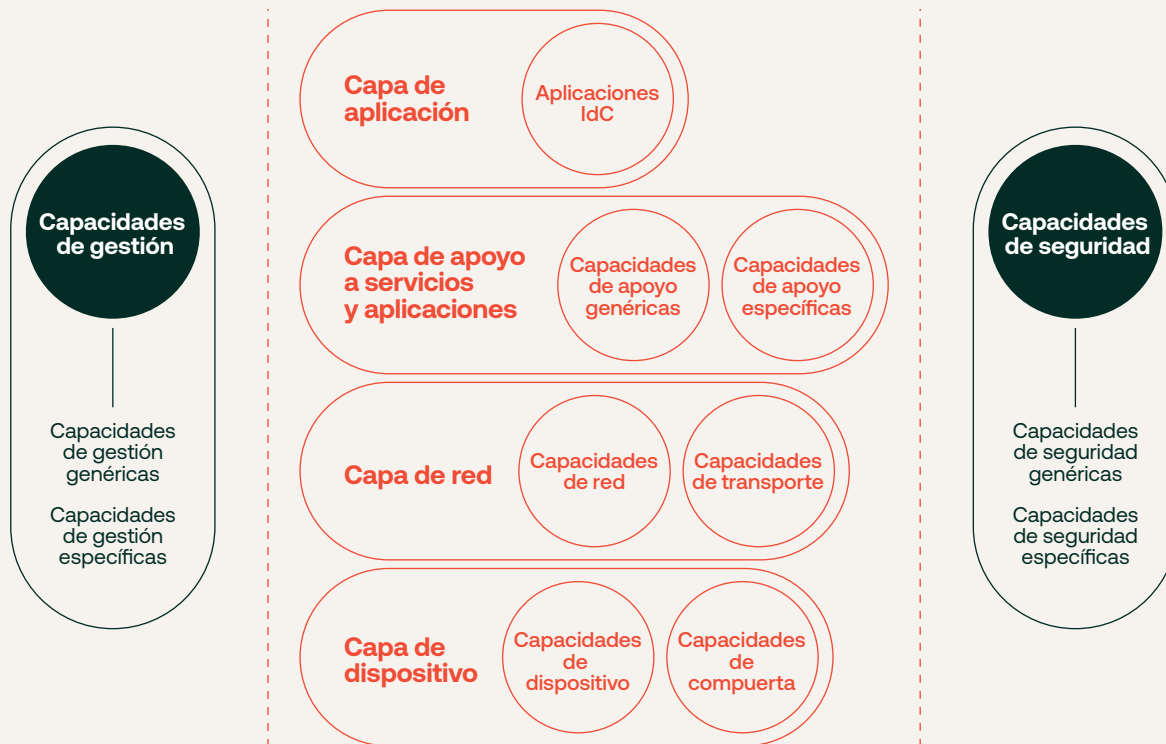 Capacidades
de gestión
Capacidades
de gestión
genéricas
Capacidades
de gestión
específicas
Capa de
aplicación
Aplicaciones
IdC
Capa de apoyo
a servicios
y aplicaciones
Capacidades
de apoyo
genéricas
Capacidades
de apoyo
específicas
Capa de red
Capacidades
de red
Capacidades
de transporte
Capa de
dispositivo
Capacidades
de
dispositivo
Capacidades
de
compuerta
Capacidades
de seguridad
Capacidades
de seguridad
genéricas
Capacidades
de seguridad
específicas